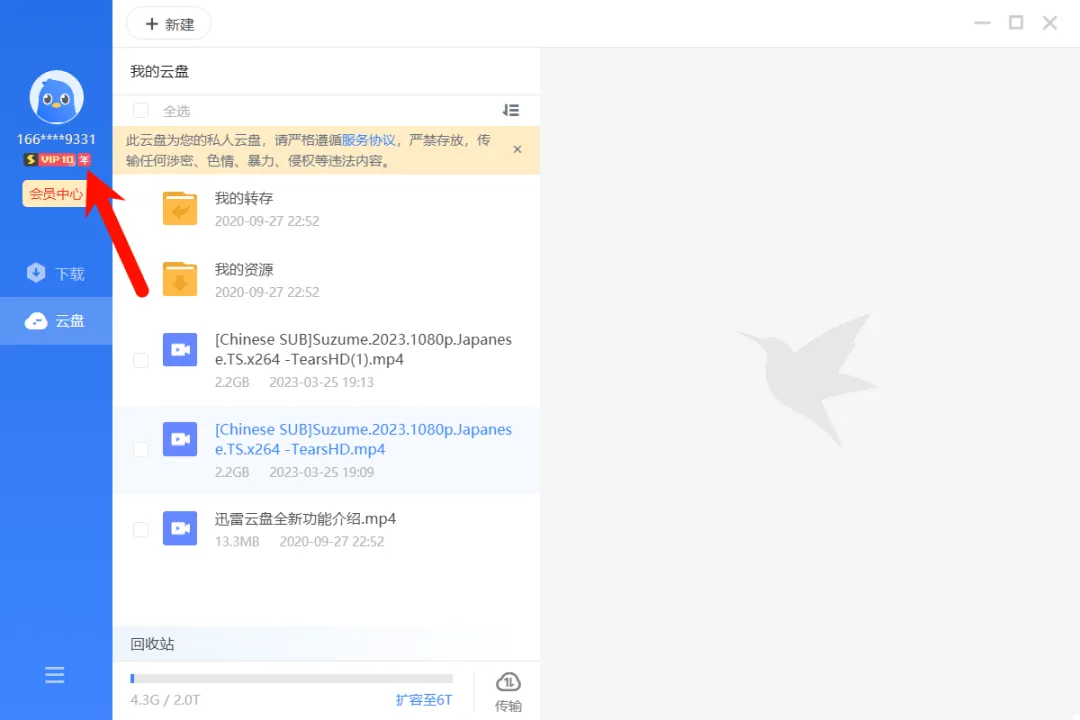 新建
166****9331
S VIP 10 年
会员中心
下载
云盘
我的云盘
全选
此云盘为您的私人云盘，请严格遵循服务协议，严禁存放，传
输任何涉密、色情、暴力、侵权等违法内容。
我的转存
2020-09-27 22:52
我的资源
2020-09-27 22:52
[Chinese SUB]Suzume.2023.1080p.Japanes
e.TS.x264 -TearsHD(1).mp4
2.2GB 2023-03-25 19:13
[Chinese SUB]Suzume.2023.1080p.Japanes
e.TS.x264 -TearsHD.mp4
2.2GB 2023-03-25 19:09
迅雷云盘全新功能介绍.mp4
13.3MB 2020-09-27 22:52
回收站
4.3G / 2.0T
扩容至6T
传输